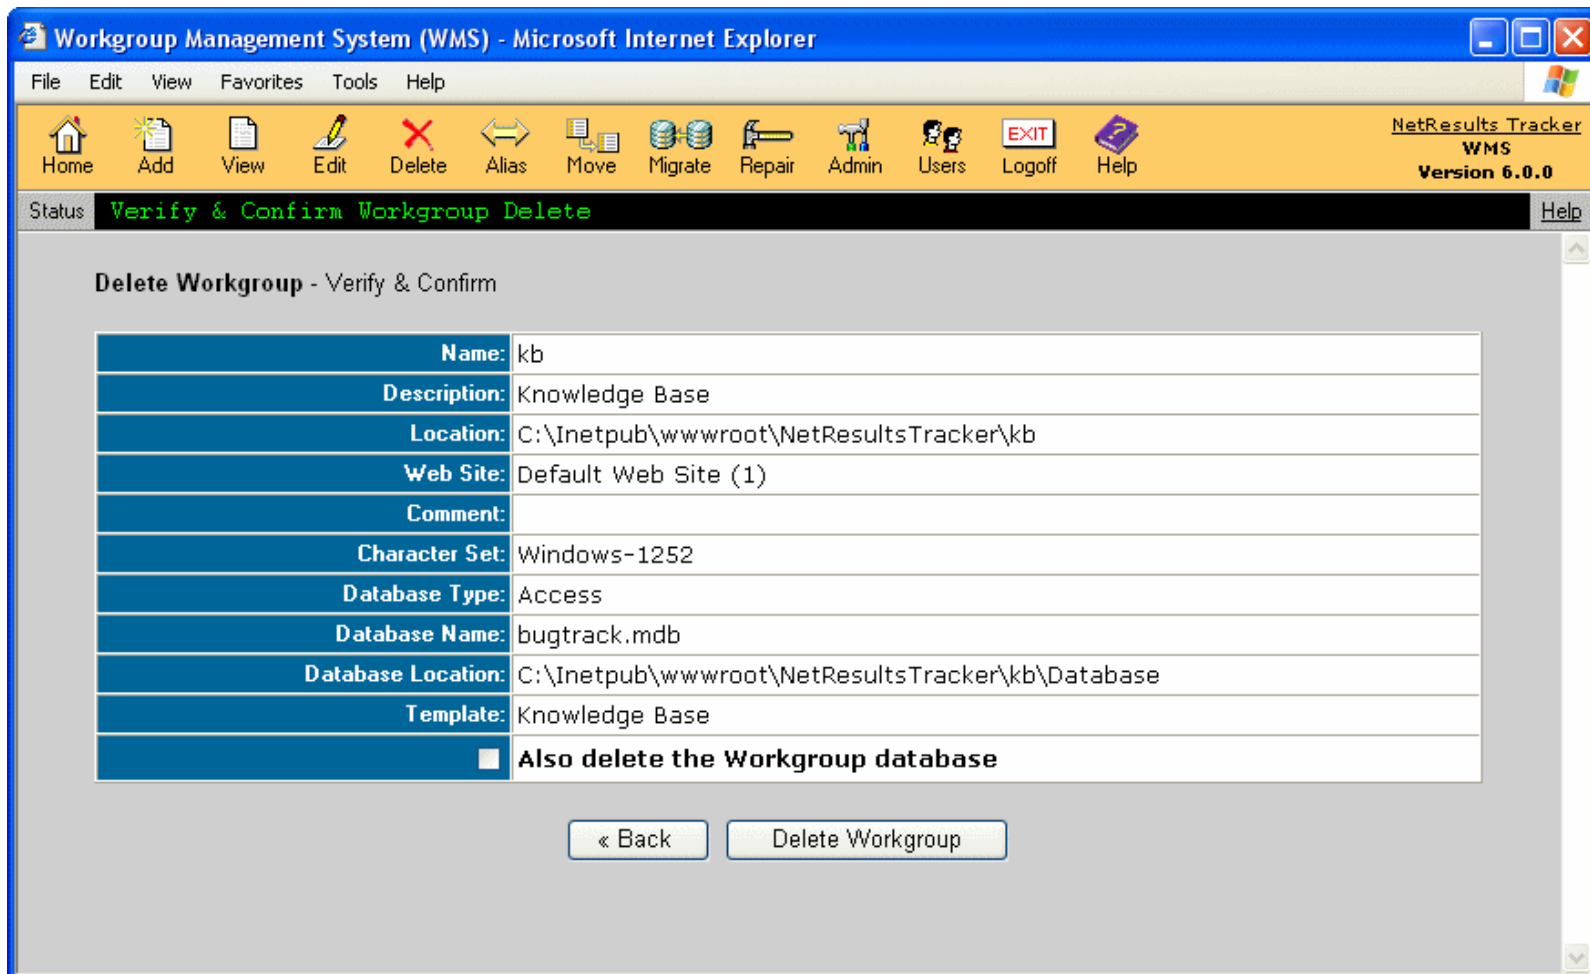 Workgroup Management System (WMS) - Microsoft Internet Explorer
File Edit View Favorites Tools Help
Home Add View Edit Delete Alias Move Migrate Repair Admin Users EXIT Logoff Help
NetResults Tracker
WMS
Version 6.0.0
Status Verify & Confirm Workgroup Delete Help
Delete Workgroup - Verify & Confirm
Name: kb
Description: Knowledge Base
Location: C:\Inetpub\wwwroot\NetResultsTracker\kb
Web Site: Default Web Site (1)
Comment:
Character Set: Windows-1252
Database Type: Access
Database Name: bugtrack.mdb
Database Location: C:\Inetpub\wwwroot\NetResultsTracker\kb\Database
Template: Knowledge Base
Also delete the Workgroup database
« Back Delete Workgroup